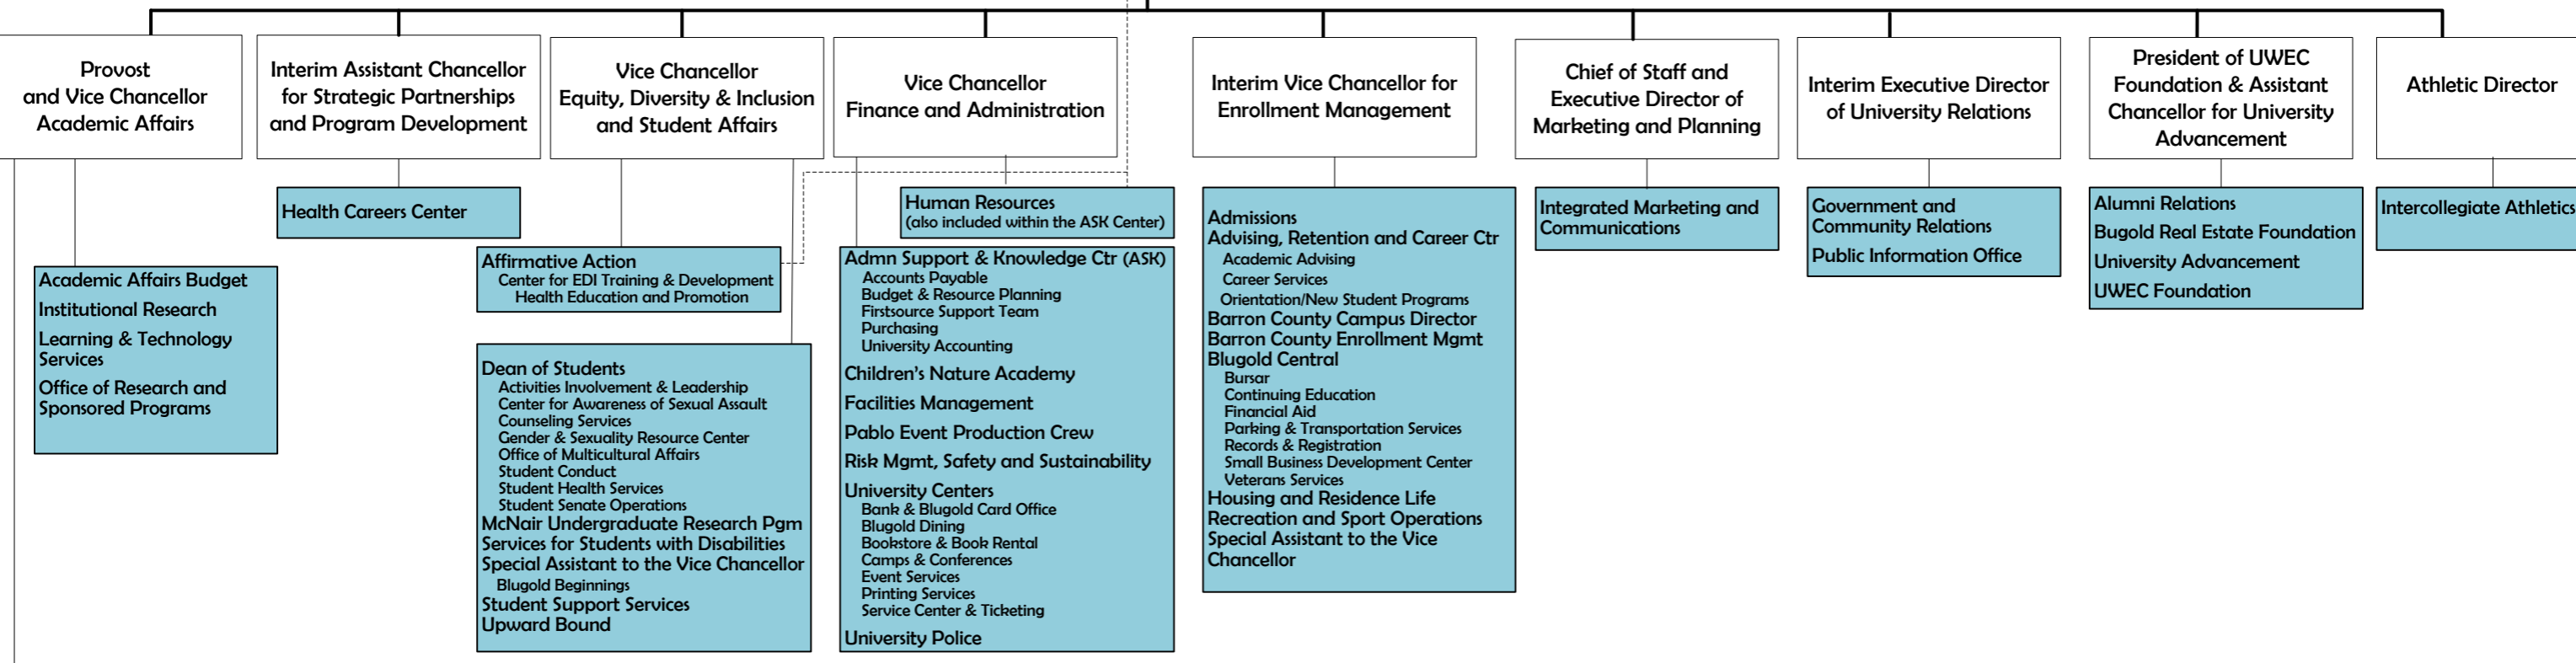 Provost
and Vice Chancellor
Academic Affairs
Interim Assistant Chancellor
for Strategic Partnerships
and Program Development
Vice Chancellor
Equity, Diversity & Inclusion
and Student Affairs
Vice Chancellor
Finance and Administration
Interim Vice Chancellor for
Enrollment Management
Chief of Staff and
Executive Director of
Marketing and Planning
Interim Executive Director
of University Relations
President of UWEC
Foundation & Assistant
Chancellor for University
Advancement
Athletic Director
Academic Affairs Budget
Institutional Research
Learning & Technology
Services
Office of Research and
Sponsored Programs
Health Careers Center
Affirmative Action
Center for EDI Training & Development
Health Education and Promotion
Dean of Students
Activities Involvement & Leadership
Center for Awareness of Sexual Assault
Counseling Services
Gender & Sexuality Resource Center
Office of Multicultural Affairs
Student Conduct
Student Health Services
Student Senate Operations
McNair Undergraduate Research Pgm
Services for Students with Disabilities
Special Assistant to the Vice Chancellor
Blugold Beginnings
Student Support Services
Upward Bound
Human Resources
(also included within the ASK Center)
Admn Support & Knowledge Ctr (ASK)
Accounts Payable
Budget & Resource Planning
Firstsource Support Team
Purchasing
University Accounting
Children's Nature Academy
Facilities Management
Pablo Event Production Crew
Risk Mgmt, Safety and Sustainability
University Centers
Bank & Blugold Card Office
Blugold Dining
Bookstore & Book Rental
Camps & Conferences
Event Services
Printing Services
Service Center & Ticketing
University Police
Admissions
Advising, Retention and Career Ctr
Academic Advising
Career Services
Orientation/New Student Programs
Barron County Campus Director
Barron County Enrollment Mgmt
Blugold Central
Bursar
Continuing Education
Financial Aid
Parking & Transportation Services
Records & Registration
Small Business Development Center
Veterans Services
Housing and Residence Life
Recreation and Sport Operations
Special Assistant to the Vice
Chancellor
Integrated Marketing and
Communications
Government and
Community Relations
Public Information Office
Alumni Relations
Bugold Real Estate Foundation
University Advancement
UWEC Foundation
Intercollegiate Athletics